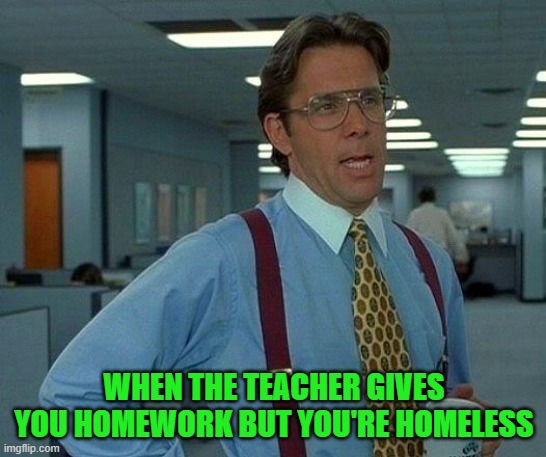 WHEN THE TEACHER GIVES
YOU HOMEWORK BUT YOU'RE HOMELESS
imgflip.com